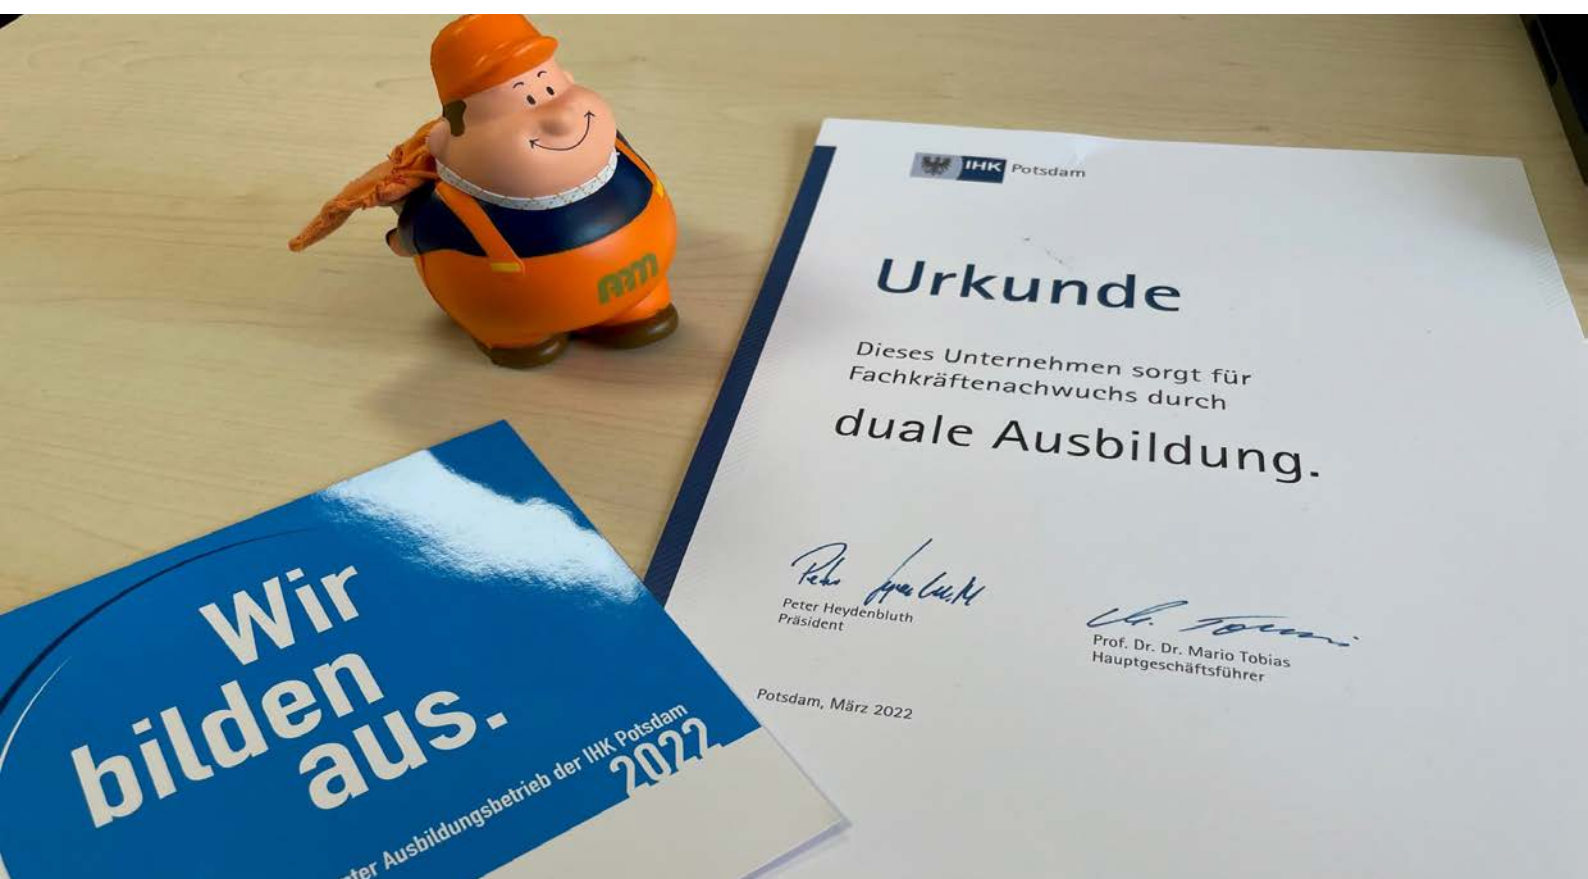 IHK Potsdam
Urkunde
Dieses Unternehmen sorgt für
Fachkräftenachwuchs durch
duale Ausbildung.
Peter Heydenbluth
Präsident
Prof. Dr. Dr. Mario Tobias
Hauptgeschäftsführer
Potsdam, März 2022
Wir
bilden
aus.
Ausbildungsbetrieb der IHK Potsdam
2022